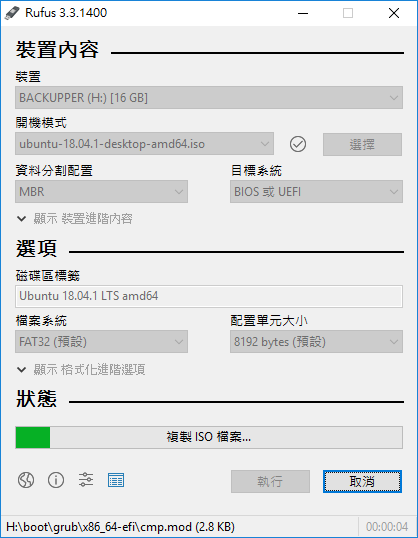 Rufus 3.3.1400
裝置內容
裝置
BACKUPPER (H:) [16 GB]
開機模式
ubuntu-18.04.1-desktop-amd64.iso
選擇
資料分割配置
目標系統
MBR
BIOS 或 UEFI
顯示 裝置進階內容
選項
磁碟區標籤
Ubuntu 18.04.1 LTS amd64
檔案系統
配置單元大小
FAT32 (預設)
8192 bytes (預設)
顯示 格式化進階選項
狀態
複製 ISO 檔案...
執行
取消
H:\boot\grub\x86_64-efi\cmp.mod (2.8 KB)
00:00:04